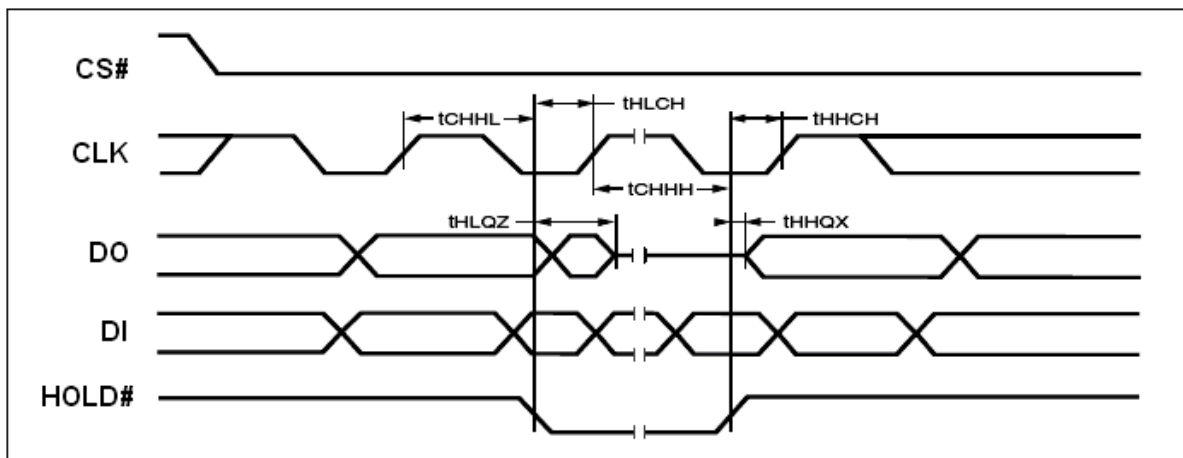 CS#
tHLCH
tCHHL
tHHCH
CLK
tCHHH
tHLQZ
tHHQX
DO
DI
HOLD#